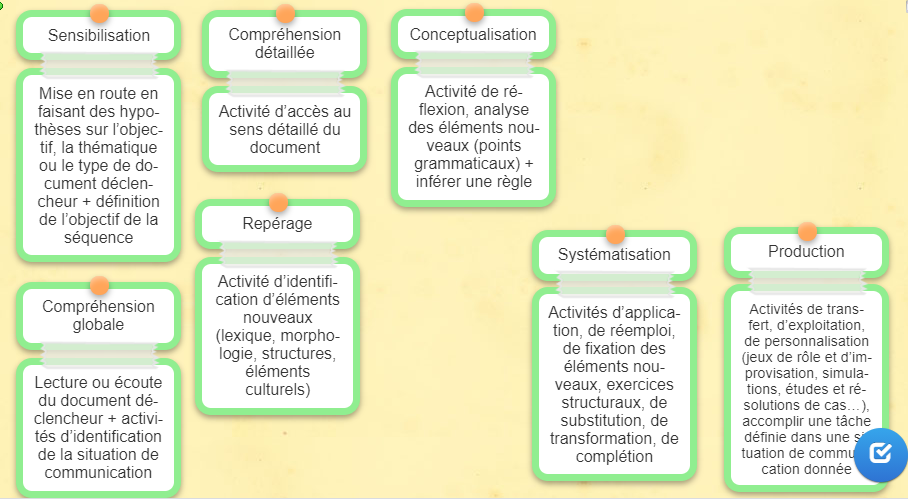 Sensibilisation
Mise en route en
faisant des hypo-
thèses sur l'objec-
tif, la thématique
ou le type de do-
cument déclen-
cheur + définition
de l'objectif de la
séquence
Compréhension
globale
Lecture ou écoute
du document dé-
clencheur + activi-
tés d'identification
de la situation de
communication
Compréhension
détaillée
Activité d'accès au
sens détaillé du
document
Repérage
Activité d'identifi-
cation d'éléments
nouveaux
(lexique, morpho-
logie, structures,
éléments
culturels)
Conceptualisation
Activité de ré-
flexion, analyse
des éléments nou-
veaux (points
grammaticaux) +
inférer une règle
Systématisation
Activités d'applica-
tion, de réemploi,
de fixation des
éléments nou-
veaux, exercices
structuraux, de
substitution, de
transformation, de
complétion
Production
Activités de trans-
fert, d'exploitation,
de personnalisation
(jeux de rôle et d'im-
provisation, simula-
tions, études et ré-
solutions de cas...),
accomplir une tâche
définie dans une
tuation de commu
cation donnée